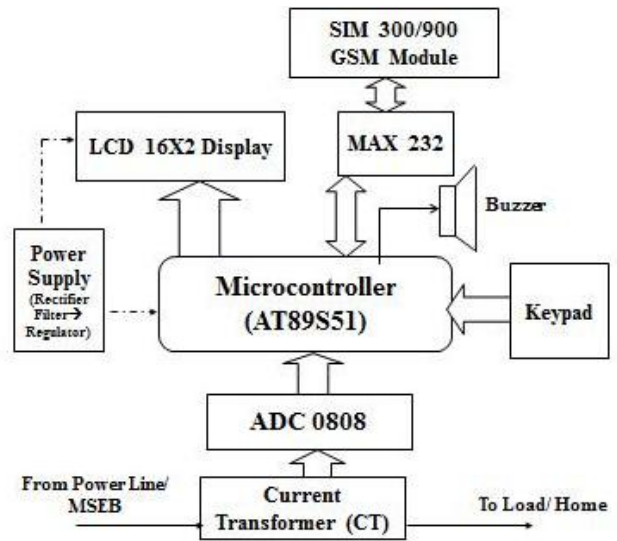 SIM 300/900
GSM Module
LCD 16X2 Display
MAX 232
Buzzer
Power
Supply
(Rectifier
Filter→
Regulator)
Microcontroller
(AT89S51)
Keypad
ADC 0808
From Power Line/
MSEB
Current
Transformer (CT)
To Load/ Home